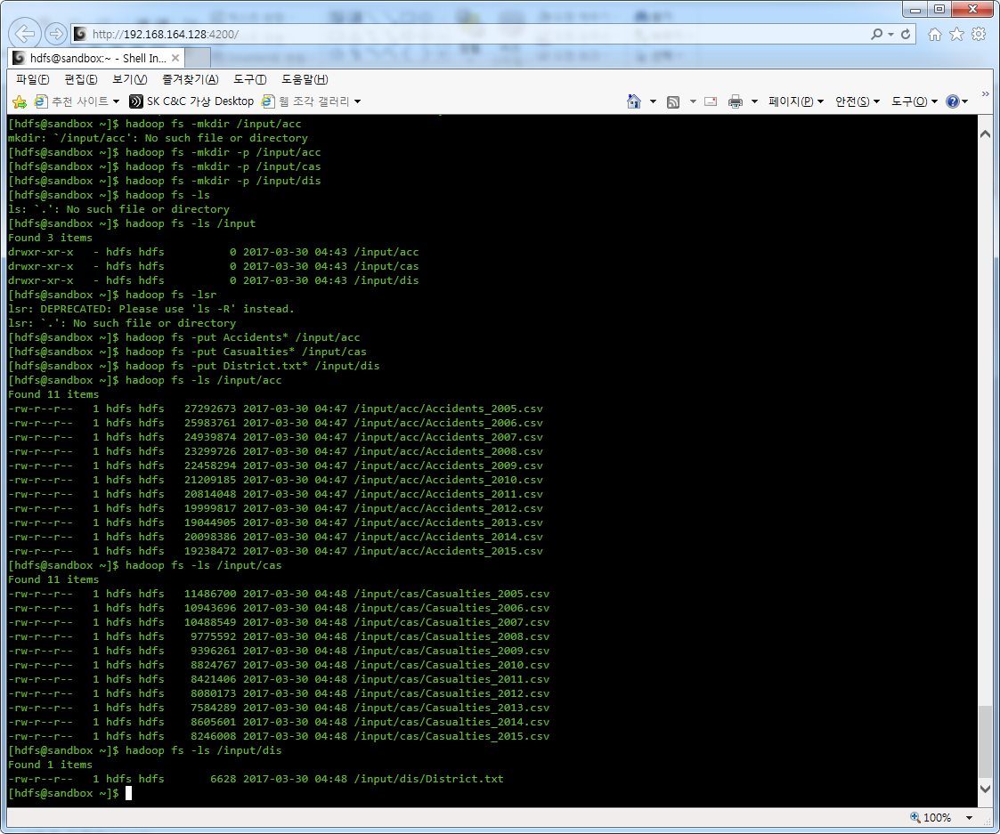 http://192.168.164.128:4200/
hdfs@sandbox:~ - Shell In...
파일(F) 편집(E) 보기(V) 즐겨찾기(A) 도구(T) 도움말(H)
추천 사이트 SK C&C 가상 Desktop 웹 조각 갤러리 페이지(P) 안전(S) 도구(O)
[hdfs@sandbox ~]$ hadoop fs -mkdir /input/acc
mkdir: `/input/acc': No such file or directory
[hdfs@sandbox ~]$ hadoop fs -mkdir -p /input/acc
[hdfs@sandbox ~]$ hadoop fs -mkdir -p /input/cas
[hdfs@sandbox ~]$ hadoop fs -mkdir -p /input/dis
[hdfs@sandbox ~]$ hadoop fs -ls
ls: `.': No such file or directory
[hdfs@sandbox ~]$ hadoop fs -ls /input
Found 3 items
drwxr-xr-x   - hdfs hdfs          0 2017-03-30 04:43 /input/acc
drwxr-xr-x   - hdfs hdfs          0 2017-03-30 04:43 /input/cas
drwxr-xr-x   - hdfs hdfs          0 2017-03-30 04:43 /input/dis
[hdfs@sandbox ~]$ hadoop fs -lsr
lsr: DEPRECATED: Please use 'ls -R' instead.
lsr: `.': No such file or directory
[hdfs@sandbox ~]$ hadoop fs -put Accidents* /input/acc
[hdfs@sandbox ~]$ hadoop fs -put Casualties* /input/cas
[hdfs@sandbox ~]$ hadoop fs -put District.txt* /input/dis
[hdfs@sandbox ~]$ hadoop fs -ls /input/acc
Found 11 items
-rw-r--r--   1 hdfs hdfs   27292673 2017-03-30 04:47 /input/acc/Accidents_2005.csv
-rw-r--r--   1 hdfs hdfs   25983761 2017-03-30 04:47 /input/acc/Accidents_2006.csv
-rw-r--r--   1 hdfs hdfs   24939874 2017-03-30 04:47 /input/acc/Accidents_2007.csv
-rw-r--r--   1 hdfs hdfs   23299726 2017-03-30 04:47 /input/acc/Accidents_2008.csv
-rw-r--r--   1 hdfs hdfs   22458294 2017-03-30 04:47 /input/acc/Accidents_2009.csv
-rw-r--r--   1 hdfs hdfs   21209185 2017-03-30 04:47 /input/acc/Accidents_2010.csv
-rw-r--r--   1 hdfs hdfs   20814048 2017-03-30 04:47 /input/acc/Accidents_2011.csv
-rw-r--r--   1 hdfs hdfs   19999817 2017-03-30 04:47 /input/acc/Accidents_2012.csv
-rw-r--r--   1 hdfs hdfs   19044905 2017-03-30 04:47 /input/acc/Accidents_2013.csv
-rw-r--r--   1 hdfs hdfs   20098386 2017-03-30 04:47 /input/acc/Accidents_2014.csv
-rw-r--r--   1 hdfs hdfs   19238472 2017-03-30 04:47 /input/acc/Accidents_2015.csv
[hdfs@sandbox ~]$ hadoop fs -ls /input/cas
Found 11 items
-rw-r--r--   1 hdfs hdfs   11486700 2017-03-30 04:48 /input/cas/Casualties_2005.csv
-rw-r--r--   1 hdfs hdfs   10943696 2017-03-30 04:48 /input/cas/Casualties_2006.csv
-rw-r--r--   1 hdfs hdfs   10488549 2017-03-30 04:48 /input/cas/Casualties_2007.csv
-rw-r--r--   1 hdfs hdfs    9775592 2017-03-30 04:48 /input/cas/Casualties_2008.csv
-rw-r--r--   1 hdfs hdfs    9396261 2017-03-30 04:48 /input/cas/Casualties_2009.csv
-rw-r--r--   1 hdfs hdfs    8824767 2017-03-30 04:48 /input/cas/Casualties_2010.csv
-rw-r--r--   1 hdfs hdfs    8421406 2017-03-30 04:48 /input/cas/Casualties_2011.csv
-rw-r--r--   1 hdfs hdfs    8080173 2017-03-30 04:48 /input/cas/Casualties_2012.csv
-rw-r--r--   1 hdfs hdfs    7584289 2017-03-30 04:48 /input/cas/Casualties_2013.csv
-rw-r--r--   1 hdfs hdfs    8605601 2017-03-30 04:48 /input/cas/Casualties_2014.csv
-rw-r--r--   1 hdfs hdfs    8246008 2017-03-30 04:48 /input/cas/Casualties_2015.csv
[hdfs@sandbox ~]$ hadoop fs -ls /input/dis
Found 1 items
-rw-r--r--   1 hdfs hdfs       6628 2017-03-30 04:48 /input/dis/District.txt
[hdfs@sandbox ~]$
100%